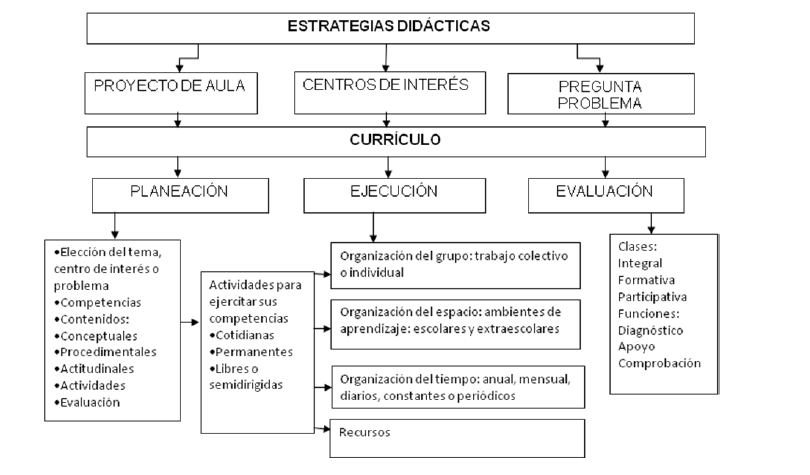 ESTRATEGIAS DIDÁCTICAS
PROYECTO DE AULA
CENTROS DE INTERÉS
PREGUNTA
PROBLEMA
CURRÍCULO
PLANEACIÓN
EJECUCIÓN
EVALUACIÓN
•Elección del tema,
centro de interés o
problema
•Competencias
•Contenidos:
•Conceptuales
•Procedimentales
•Actitudinales
•Actividades
•Evaluación
Actividades para
ejercitar sus
competencias
•Cotidianas
•Permanentes
•Libres o
semidirigidas
Organización del grupo: trabajo colectivo
o individual
Organización del espacio: ambientes de
aprendizaje: escolares y extraescolares
Organización del tiempo: anual, mensual,
diarios, constantes o periódicos
Recursos
Clases:
Integral
Formativa
Participativa
Funciones:
Diagnóstico
Apoyo
Comprobación